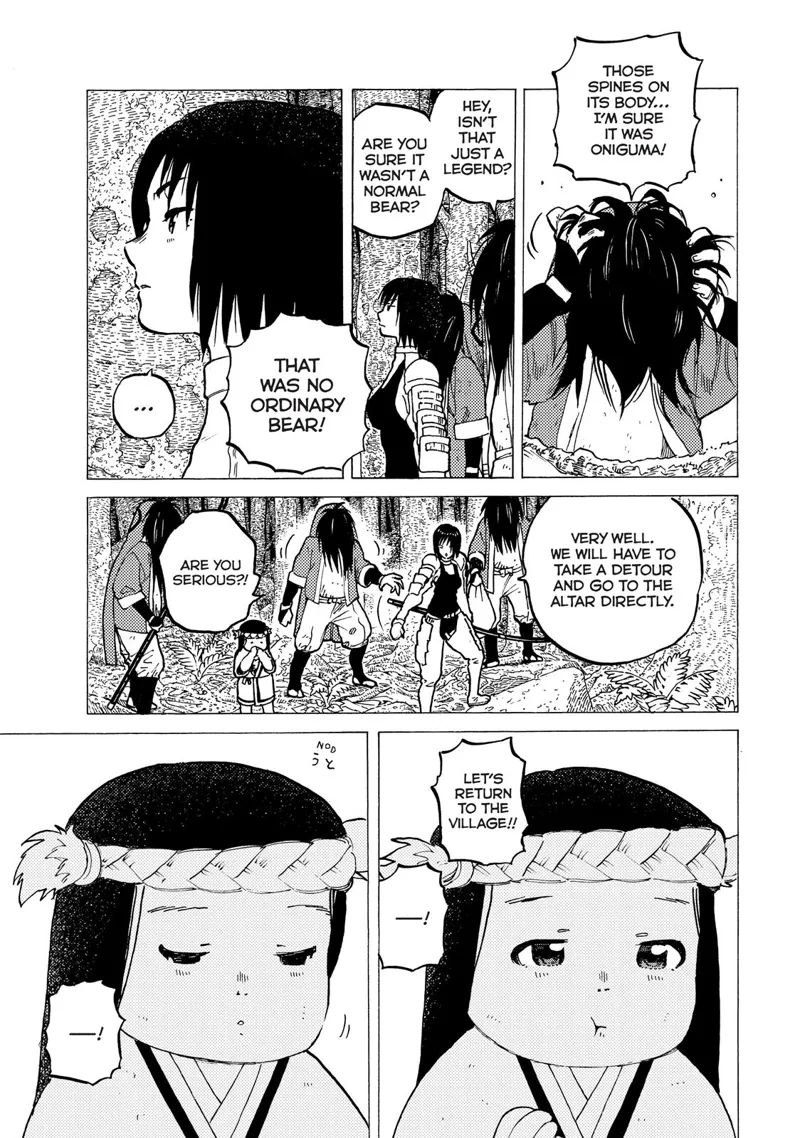 THOSE
SPINES ON
ITS BODY...
I'M SURE
IT WAS
ONIGUMA!
HEY,
ISN'T
THAT
JUST A
LEGEND?
ARE YOU
SURE IT
WASN'T A
NORMAL
BEAR?
THAT
WAS NO
ORDINARY
BEAR!
...
VERY WELL.
WE WILL HAVE TO
TAKE A DETOUR
AND GO TO THE
ALTAR DIRECTLY.
ARE YOU
SERIOUS?!
LET'S
RETURN
TO THE
VILLAGE!!
—!
NOD
うと
—!